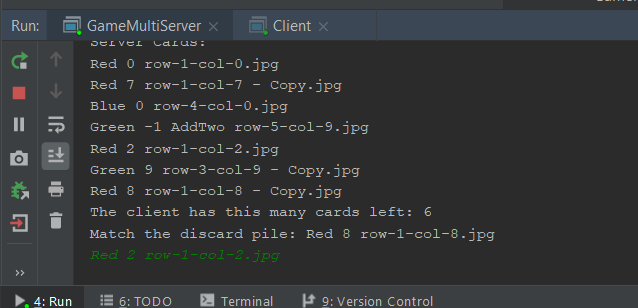 Run: GameMultiServer × Client ×
Server Cards:
Red 0 row-1-col-0.jpg
Red 7 row-1-col-7 - Copy.jpg
Blue 0 row-4-col-0.jpg
Green -1 AddTwo row-5-col-9.jpg
Red 2 row-1-col-2.jpg
Green 9 row-3-col-9 - Copy.jpg
Red 8 row-1-col-8 - Copy.jpg
The client has this many cards left: 6
Match the discard pile: Red 8 row-1-col-8.jpg
Red 2 row-1-col-2.jpg
4: Run 6: TODO Terminal 9: Version Control